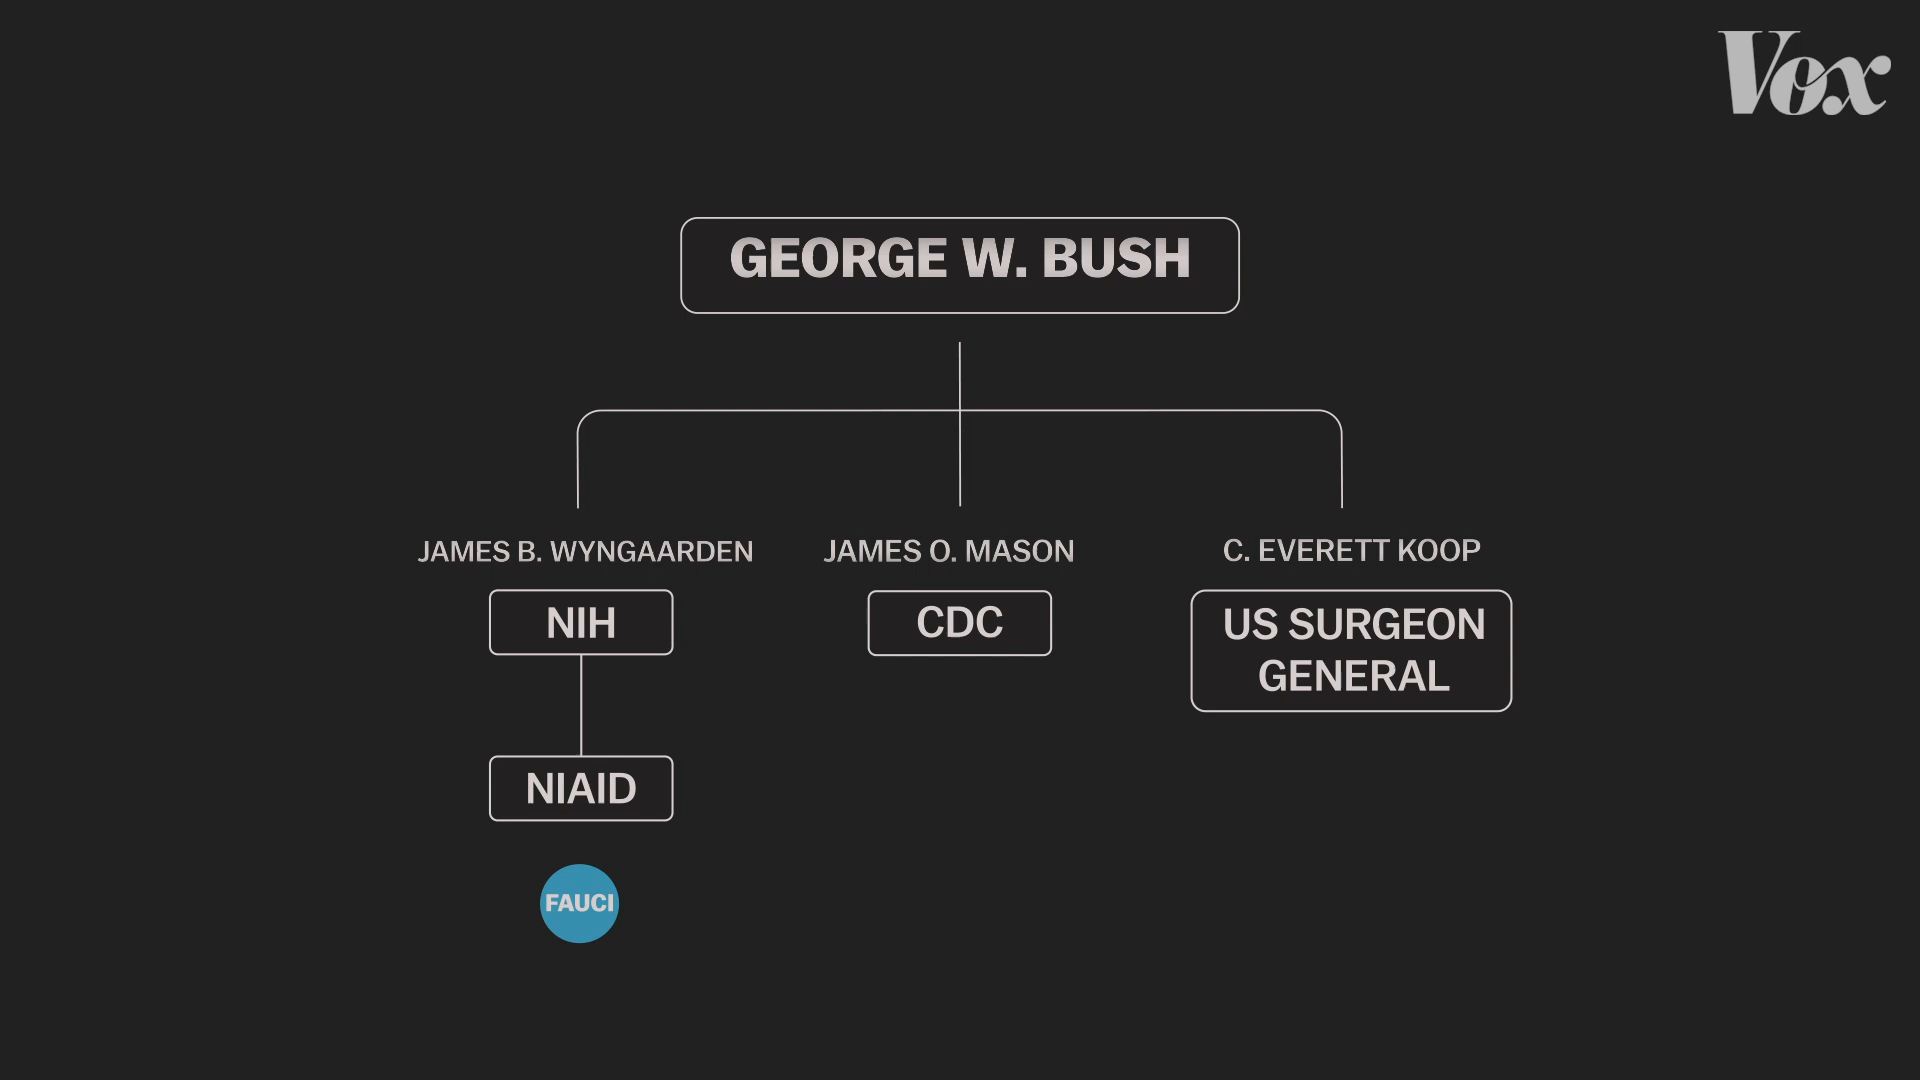 Vox
GEORGE W. BUSH
JAMES B. WYNGAARDEN
JAMES O. MASON
C. EVERETT KOOP
NIH
CDC
US SURGEON
GENERAL
NIAID
FAUCI